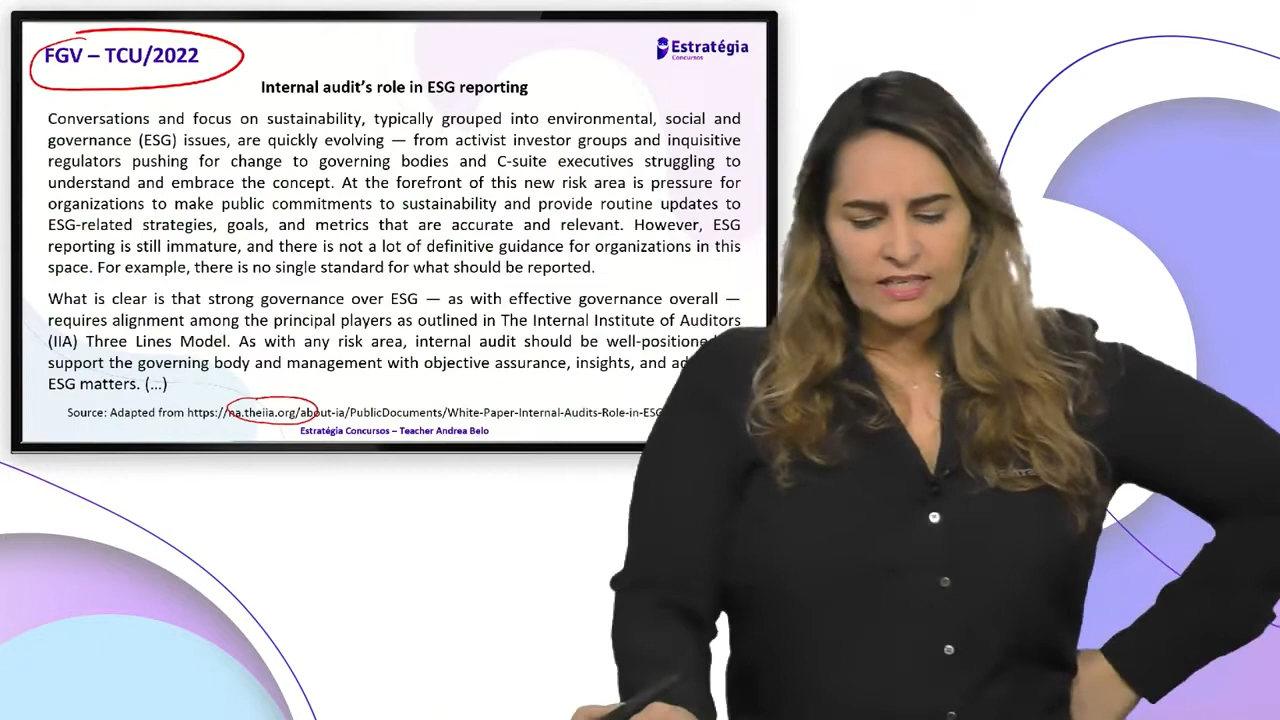 FGV – TCU/2022
Estratégia
Concursos
Internal audit's role in ESG reporting
Conversations and focus on sustainability, typically grouped into environmental, social and
governance (ESG) issues, are quickly evolving — from activist investor groups and inquisitive
regulators pushing for change to governing bodies and C-suite executives struggling to
understand and embrace the concept. At the forefront of this new risk area is pressure for
organizations to make public commitments to sustainability and provide routine updates to
ESG-related strategies, goals, and metrics that are accurate and relevant. However, ESG
reporting is still immature, and there is not a lot of definitive guidance for organizations in this
space. For example, there is no single standard for what should be reported.
What is clear is that strong governance over ESG — as with effective governance overall —
requires alignment among the principal players as outlined in The Internal Institute of Auditors
(IIA) Three Lines Model. As with any risk area, internal audit should be well-positioned
support the governing body and management with objective assurance, insights, and
ESG matters. (...)
Source: Adapted from https://na.theiia.org/about-ia/PublicDocuments/White-Paper-Internal-Audits-Role-in-ESG
Estratégia Concursos – Teacher Andrea Belo